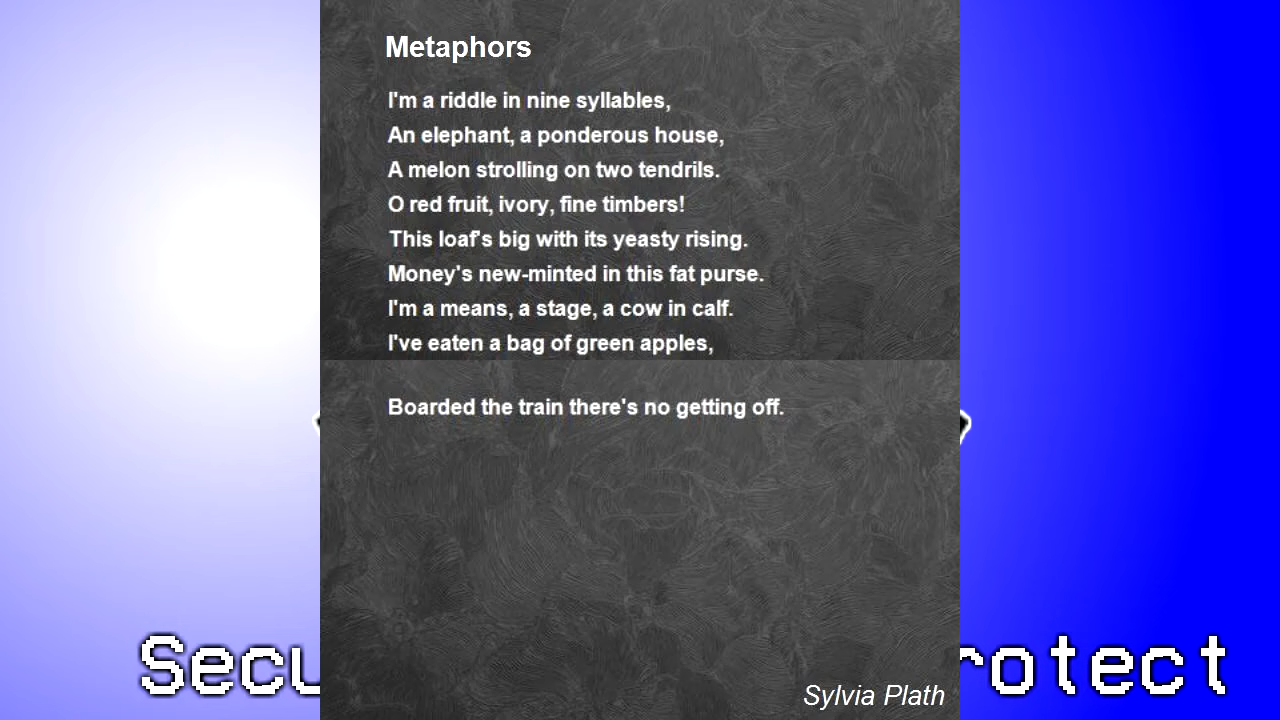 Metaphors
I'm a riddle in nine syllables,
An elephant, a ponderous house,
A melon strolling on two tendrils.
O red fruit, ivory, fine timbers!
This loaf's big with its yeasty rising.
Money's new-minted in this fat purse.
I'm a means, a stage, a cow in calf.
I've eaten a bag of green apples,
Boarded the train there's no getting off.
Secu rotect
Sylvia Plath